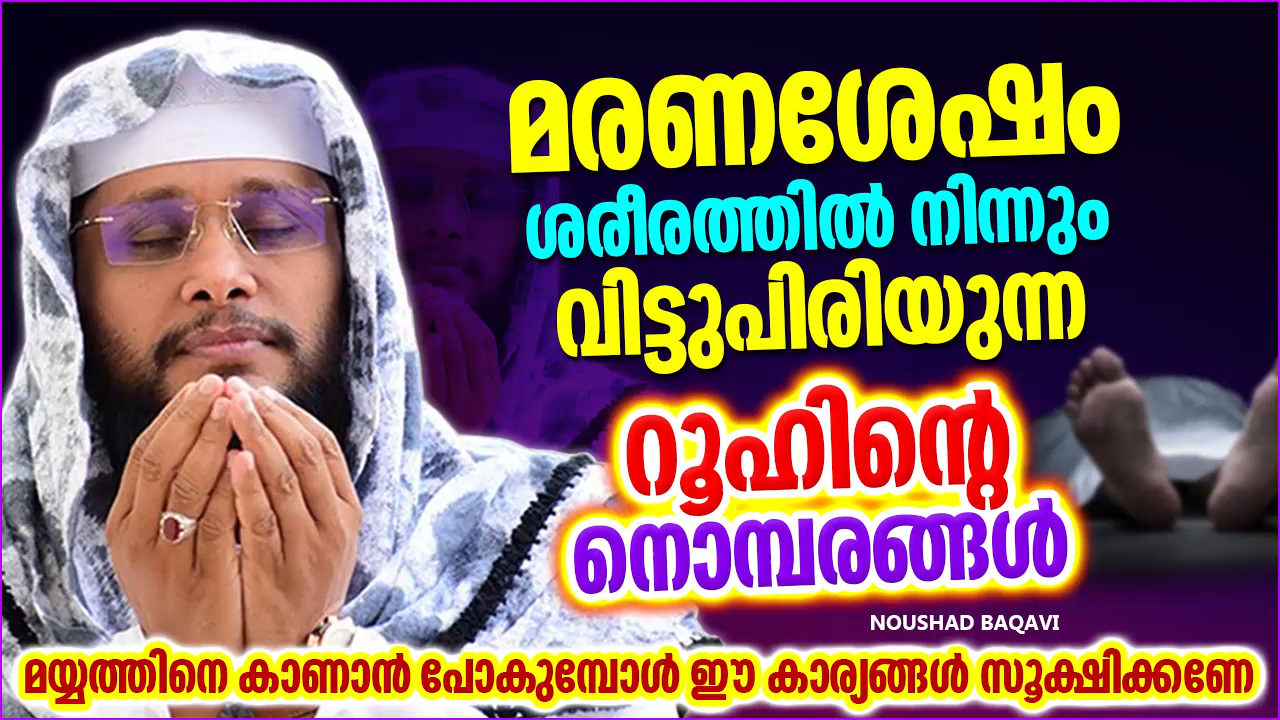 മരണശേഷം
ശരീരത്തിൽ നിന്നും
വിട്ടുപിരിയുന്ന
റൂഹിന്റെ
നൊമ്പരങ്ങൾ
NOUSHAD BAQAVI
മയ്യത്തിനെ കാണാൻ പോകുമ്പോൾ ഈ കാര്യങ്ങൾ സൂക്ഷിക്കണേ